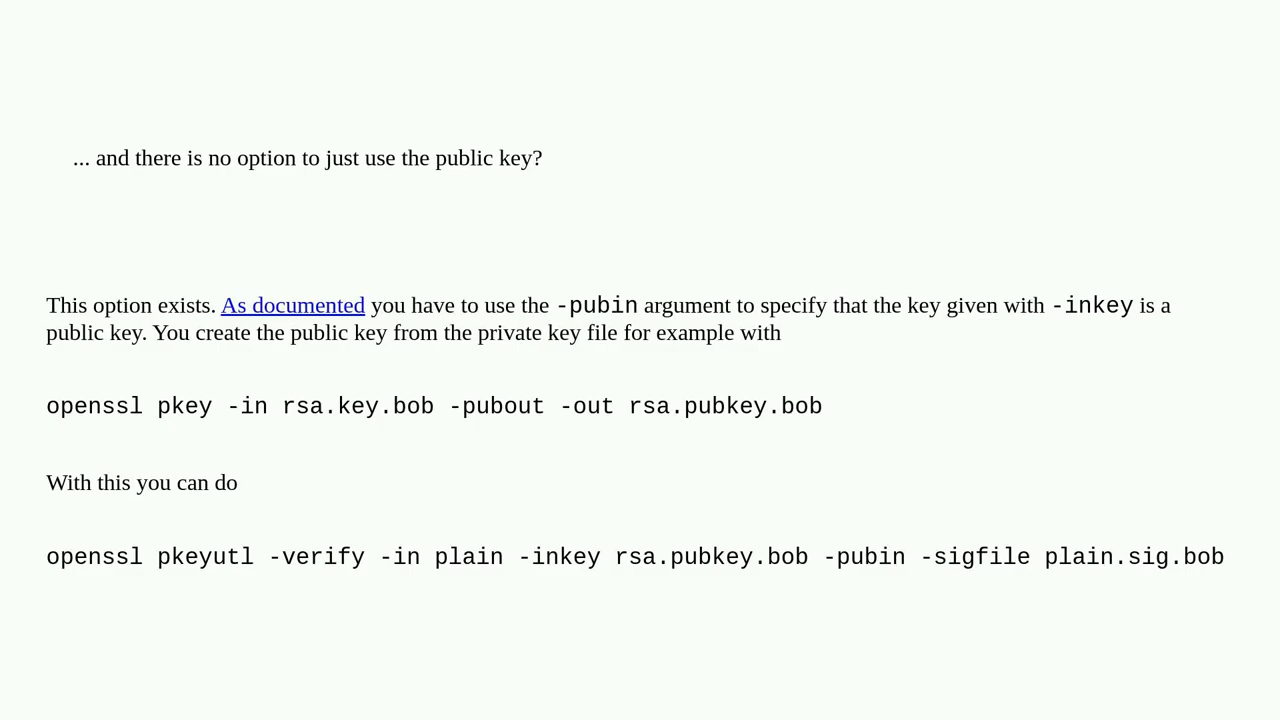 ... and there is no option to just use the public key?
This option exists. As documented you have to use the -pubin argument to specify that the key given with -inkey is a
public key. You create the public key from the private key file for example with
openssl pkey -in rsa.key.bob -pubout -out rsa.pubkey.bob
With this you can do
openssl pkeyutl -verify -in plain -inkey rsa.pubkey.bob -pubin -sigfile plain.sig.bob